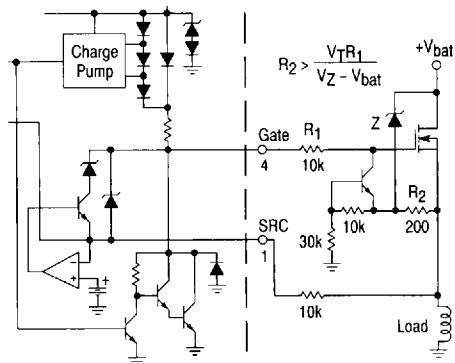 Charge
Pump
R2 > VTR1 / VZ – Vbat
+Vbat
Gate
4
R1
10k
Z
R2
200
10k
30k
SRC
1
10k
Load
– +
+